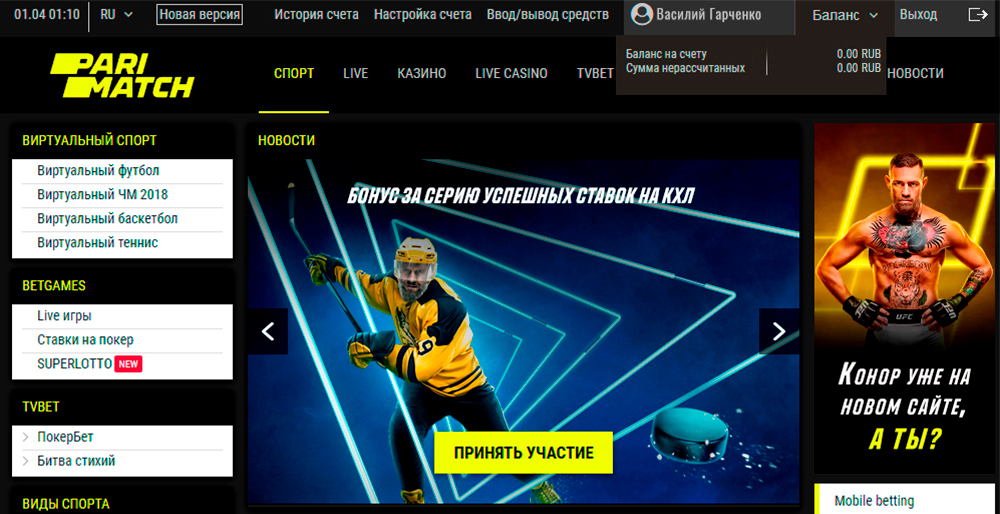 01.04 01:10 RU Новая версия История счета Настройка счета Ввод/вывод средств Василий Гарченко Баланс Выход
Баланс на счету 0.00 RUB
Сумма нерассчитанных 0.00 RUB
PARI
MATCH
СПОРТ LIVE КАЗИНО LIVE CASINO TVBET НОВОСТИ
ВИРТУАЛЬНЫЙ СПОРТ
Виртуальный футбол
Виртуальный ЧМ 2018
Виртуальный баскетбол
Виртуальный теннис
BETGAMES
Live игры
Ставки на покер
SUPERLOTTO NEW
TVBET
ПокерБет
Битва стихий
ВИДЫ СПОРТА
НОВОСТИ
БОНУС ЗА СЕРИЮ УСПЕШНЫХ СТАВОК НА КХЛ
9
ПРИНЯТЬ УЧАСТИЕ
UFC
КОНОР УЖЕ НА
НОВОМ САЙТЕ,
А ТЫ?
Mobile betting